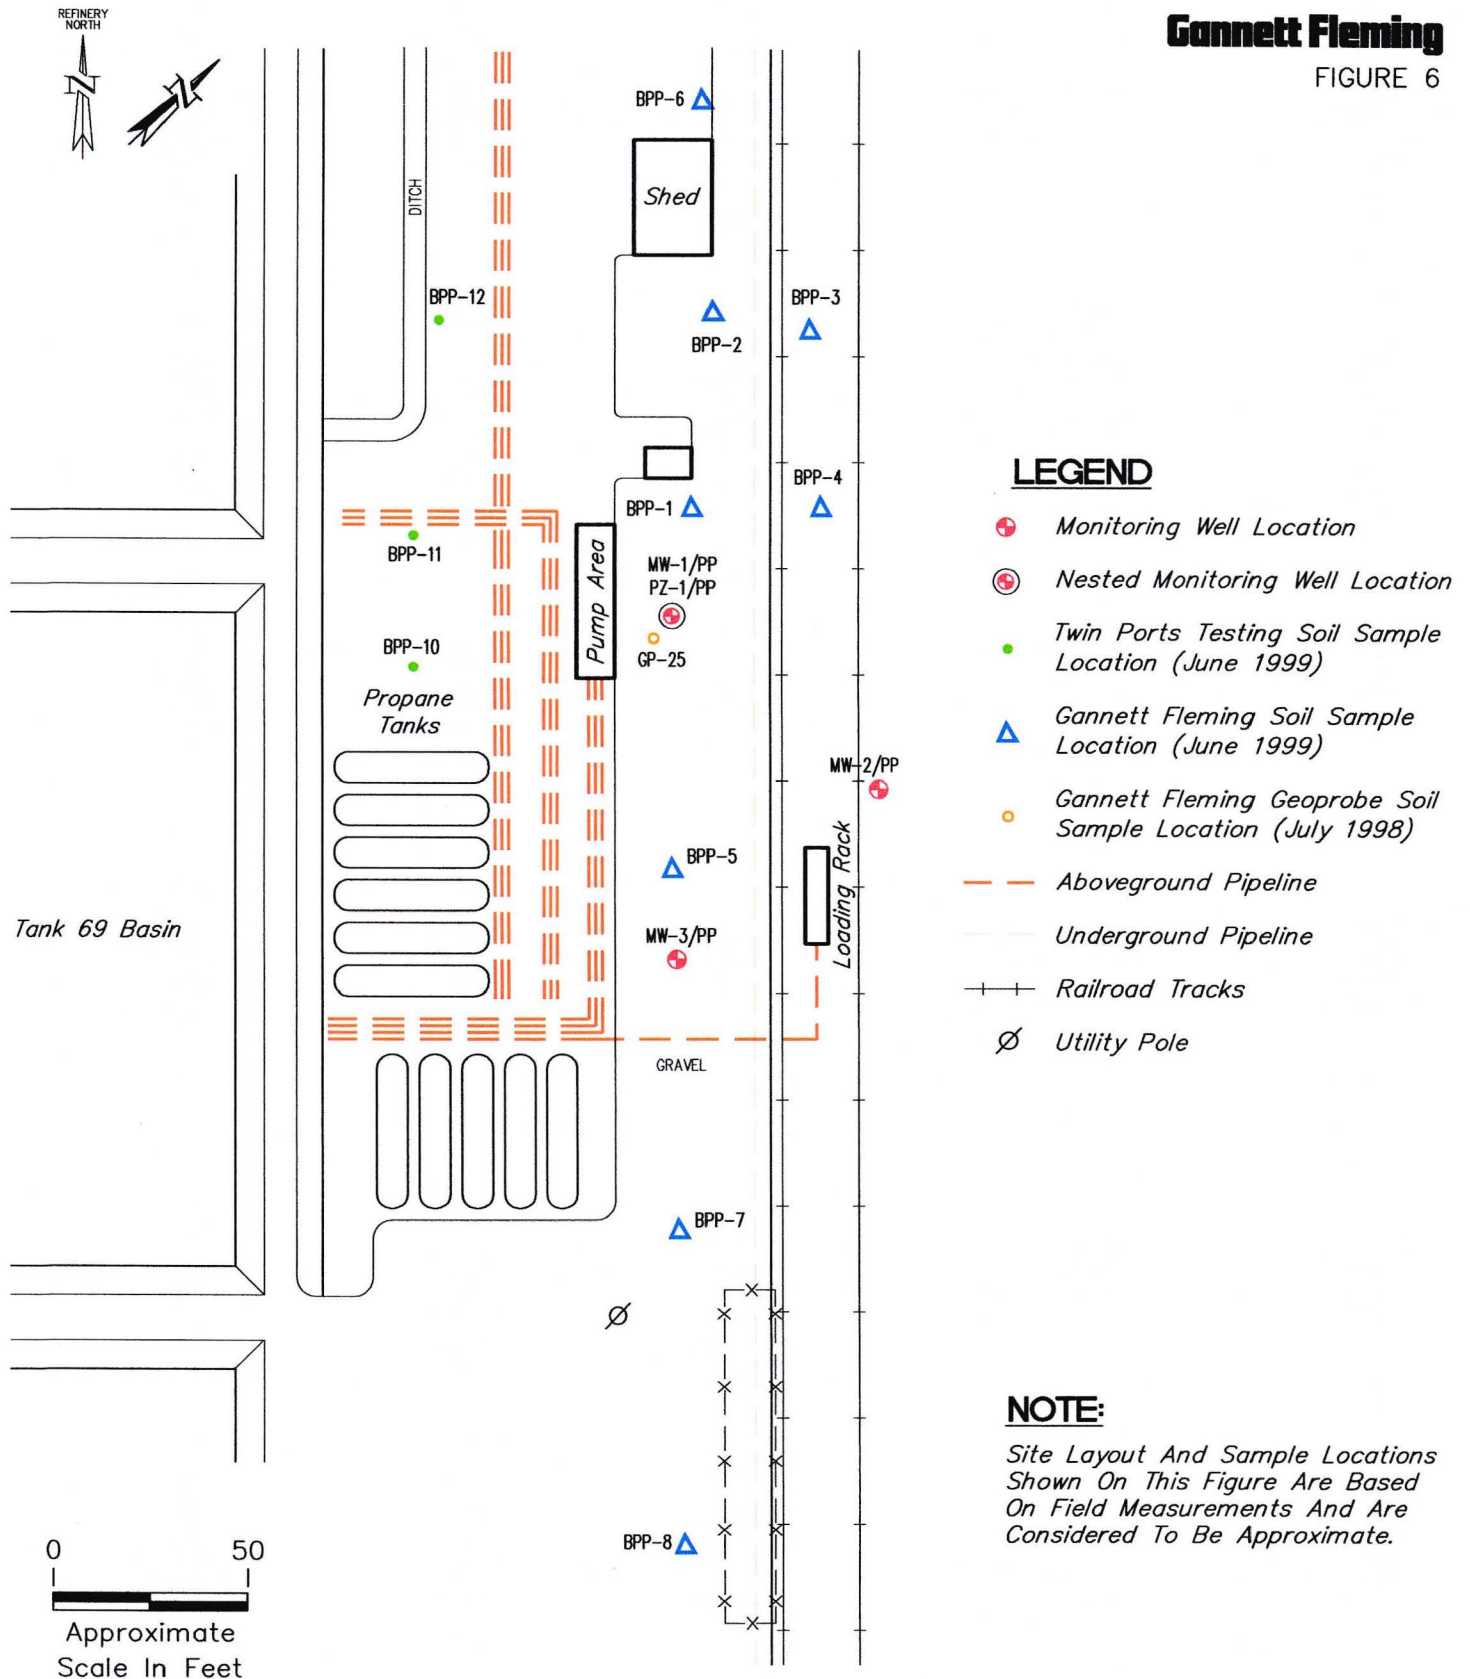 REFINERY
NORTH
N
N
Gannett Fleming
FIGURE 6
BPP-6
Shed
DITCH
BPP-12
BPP-3
BPP-2
BPP-4
BPP-1
BPP-11
MW-1/PP
PZ-1/PP
Pump Area
GP-25
BPP-10
Propane
Tanks
MW-2/PP
BPP-5
Loading Rack
Tank 69 Basin
MW-3/PP
GRAVEL
BPP-7
BPP-8
LEGEND
Monitoring Well Location
Nested Monitoring Well Location
Twin Ports Testing Soil Sample
Location (June 1999)
Gannett Fleming Soil Sample
Location (June 1999)
Gannett Fleming Geoprobe Soil
Sample Location (July 1998)
Aboveground Pipeline
Underground Pipeline
Railroad Tracks
Utility Pole
NOTE:
Site Layout And Sample Locations
Shown On This Figure Are Based
On Field Measurements And Are
Considered To Be Approximate.
0 50
Approximate
Scale In Feet